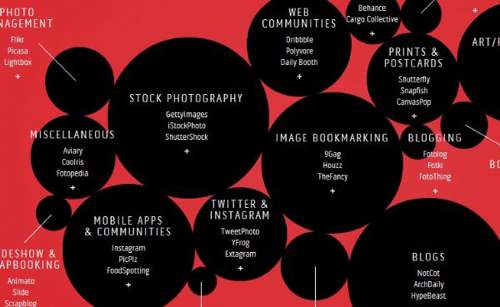 PHOTO
NAGEMENT
Flikr
Picasa
Lightbox
+
WEB
COMMUNITIES
Dribbble
Polyvore
Daily Booth
+
Behance
Cargo Collective
+
+
PRINTS &
POSTCARDS
Shutterfly
Snapfish
CanvasPop
+
ART/
STOCK PHOTOGRAPHY
GettyImages
iStockPhoto
ShutterShock
+
MISCELLANEOUS
Aviary
Coolris
Fotopedia
+
IMAGE BOOKMARKING
9Gag
Houzz
TheFancy
+
BLOGGING
Fotblog
Fotki
FotoThing
+
MOBILE APPS
& COMMUNITIES
Instagram
PicPlz
FoodSpotting
+
TWITTER &
INSTAGRAM
TweetPhoto
YFrog
Extagram
+
DESHOW &
APBOOKING
Animato
Slide
Scrapblog
BLOGS
NotCot
ArchDaily
HypeBeast